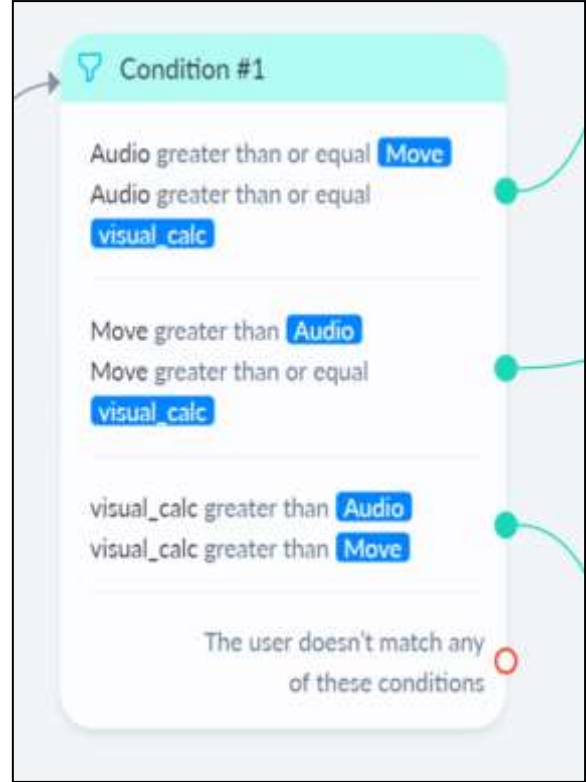 Condition #1
Audio greater than or equal Move
Audio greater than or equal
visual_calc
Move greater than Audio
Move greater than or equal
visual_calc
visual_calc greater than Audio
visual_calc greater than Move
The user doesn't match any
of these conditions